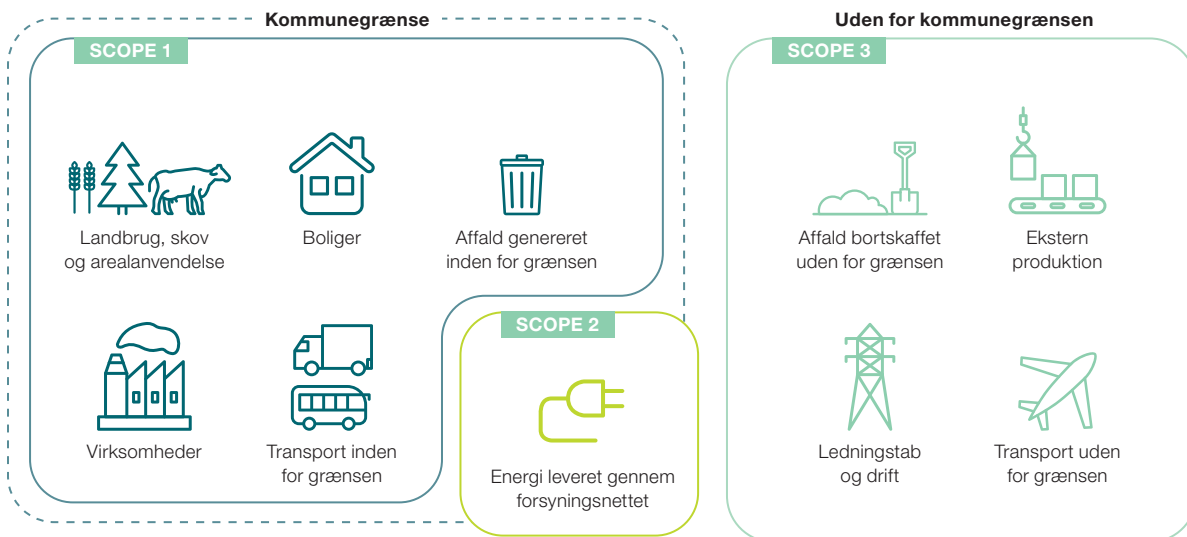 Kommunegrænse
SCOPE 1
Landbrug, skov
og arealanvendelse
Boliger
Affald genereret
inden for grænsen
Virksomheder
Transport inden
for grænsen
SCOPE 2
Energi leveret gennem
forsyningsnettet
Uden for kommunegrænsen
SCOPE 3
Affald bortskaffet
uden for grænsen
Ekstern
produktion
Ledningstab
og drift
Transport uden
for grænsen